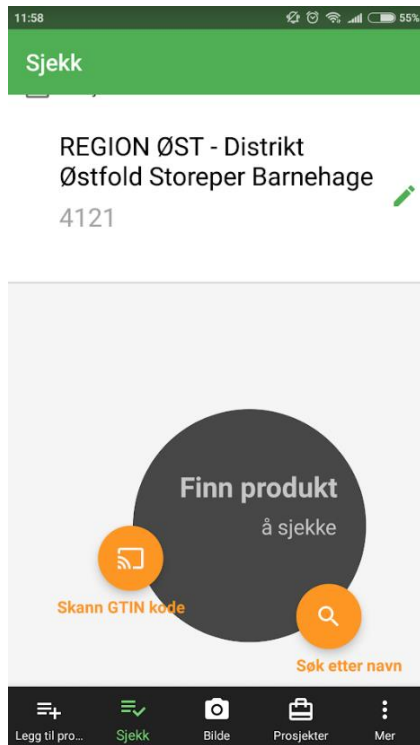 11:58
55%
Sjekk
REGION ØST - Distrikt
Østfold Storeper Barnehage
4121
Finn produkt
å sjekke
Skann GTIN kode
Søk etter navn
Legg til pro...
Sjekk
Bilde
Prosjekter
Mer